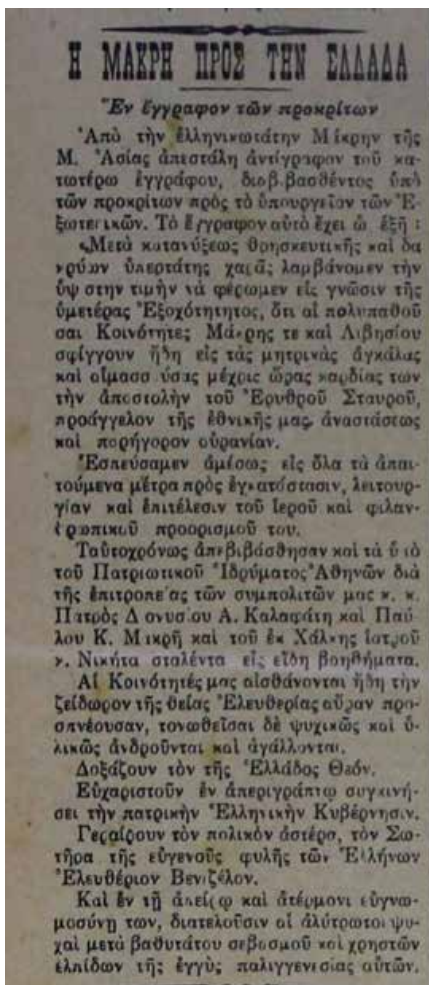 Η ΜΑΚΡΗ ΠΡΟΣ ΤΗΝ ΕΛΛΑΔΑ
Ἓν ἔγγραφον τῶν προκρίτων
Ἀπὸ τὴν ἑλληνικωτάτην Μάκρην τῆς
Μ. Ἀσίας ἀπεστάλη ἀντίγραφον τοῦ κα-
τωτέρω ἐγγράφου, διαβιβασθέντος ὑπὸ
τῶν προκρίτων πρὸς τὸ ὑπουργεῖον τῶν Ἐ-
ξωτερικῶν. Τὸ ἔγγραφον αὐτὸ ἔχει ὡ ἑξῆς:
«Μετὰ κατανύξεως θρησκευτικῆς καὶ δα
κρύων ὑπερτάτης χαρᾶς λαμβάνομεν τὴν
ὑψίστην τιμὴν νὰ φέρωμεν εἰς γνῶσιν τῆς
ὑμετέρας Ἐξοχότητητος, ὅτι αἱ πολυπαθοῦ
σαι Κοινότητες Μάκρης τε καὶ Λιβησίου
σφίγγουν ἤδη εἰς τὰς μητρικὰς ἀγκάλας
καὶ αἱμασσούσας μέχρις ὥρας καρδίας των
τὴν ἀποστολὴν τοῦ Ἐρυθροῦ Σταυροῦ,
προάγγελον τῆς ἐθνικῆς μας ἀναστάσεως
καὶ παρήγορον οὐρανίαν.
Ἐσπεύσαμεν ἀμέσως εἰς ὅλα τὰ ἀπαι-
τούμενα μέτρα πρὸς ἐγκατάστασιν, λειτουρ-
γίαν καὶ ἐπιτέλεσιν τοῦ ἱεροῦ καὶ φιλαν-
θρωπικοῦ προορισμοῦ του.
Ταὐτοχρόνως ἀπεβιβάσθησαν καὶ τὰ ὑπὸ
τοῦ Πατριωτικοῦ Ἱδρύματος Ἀθηνῶν διὰ
τῆς ἐπιτροπείας τῶν συμπολιτῶν μας κ. κ.
Πατρὸς Διονυσίου Α. Καλαφάτη καὶ Παύ-
λου Κ. Μακρῆ καὶ τοῦ ἐκ Χάλκης ἰατροῦ
κ. Νικήτα σταλέντα εἰς εἴδη βοηθήματα.
Αἱ Κοινότητές μας αἰσθάνονται ἤδη τὴν
ζείδωρον τῆς θείας Ἐλευθερίας αὔραν προ-
σπνέουσαν, τονωθεῖσαι δὲ ψυχικῶς καὶ ὑ-
λικῶς ἀνδροῦνται καὶ ἀγάλλονται.
Δοξάζουν τὸν τῆς Ἑλλάδος Θεόν.
Εὐχαριστοῦν ἐν ἀπεριγράπτῳ συγκινή-
σει τὴν πατρικὴν Ἑλληνικὴν Κυβέρνησιν.
Γεραίρουν τὸν πολικὸν ἀστέρα, τὸν Σω-
τῆρα τῆς εὐγενοῦς φυλῆς τῶν Ἑλλήνων
Ἐλευθέριον Βενιζέλον.
Καὶ ἐν τῇ ἀπείρῳ καὶ ἀτέρμονι εὐγνω-
μοσύνῃ των, διατελοῦσιν αἱ ἀλύτρωτοι ψυ-
χαὶ μετὰ βαθυτάτου σεβασμοῦ καὶ χρηστῶν
ἐλπίδων τῆς ἐγγὺς παλιγγενεσίας αὐτῶν.